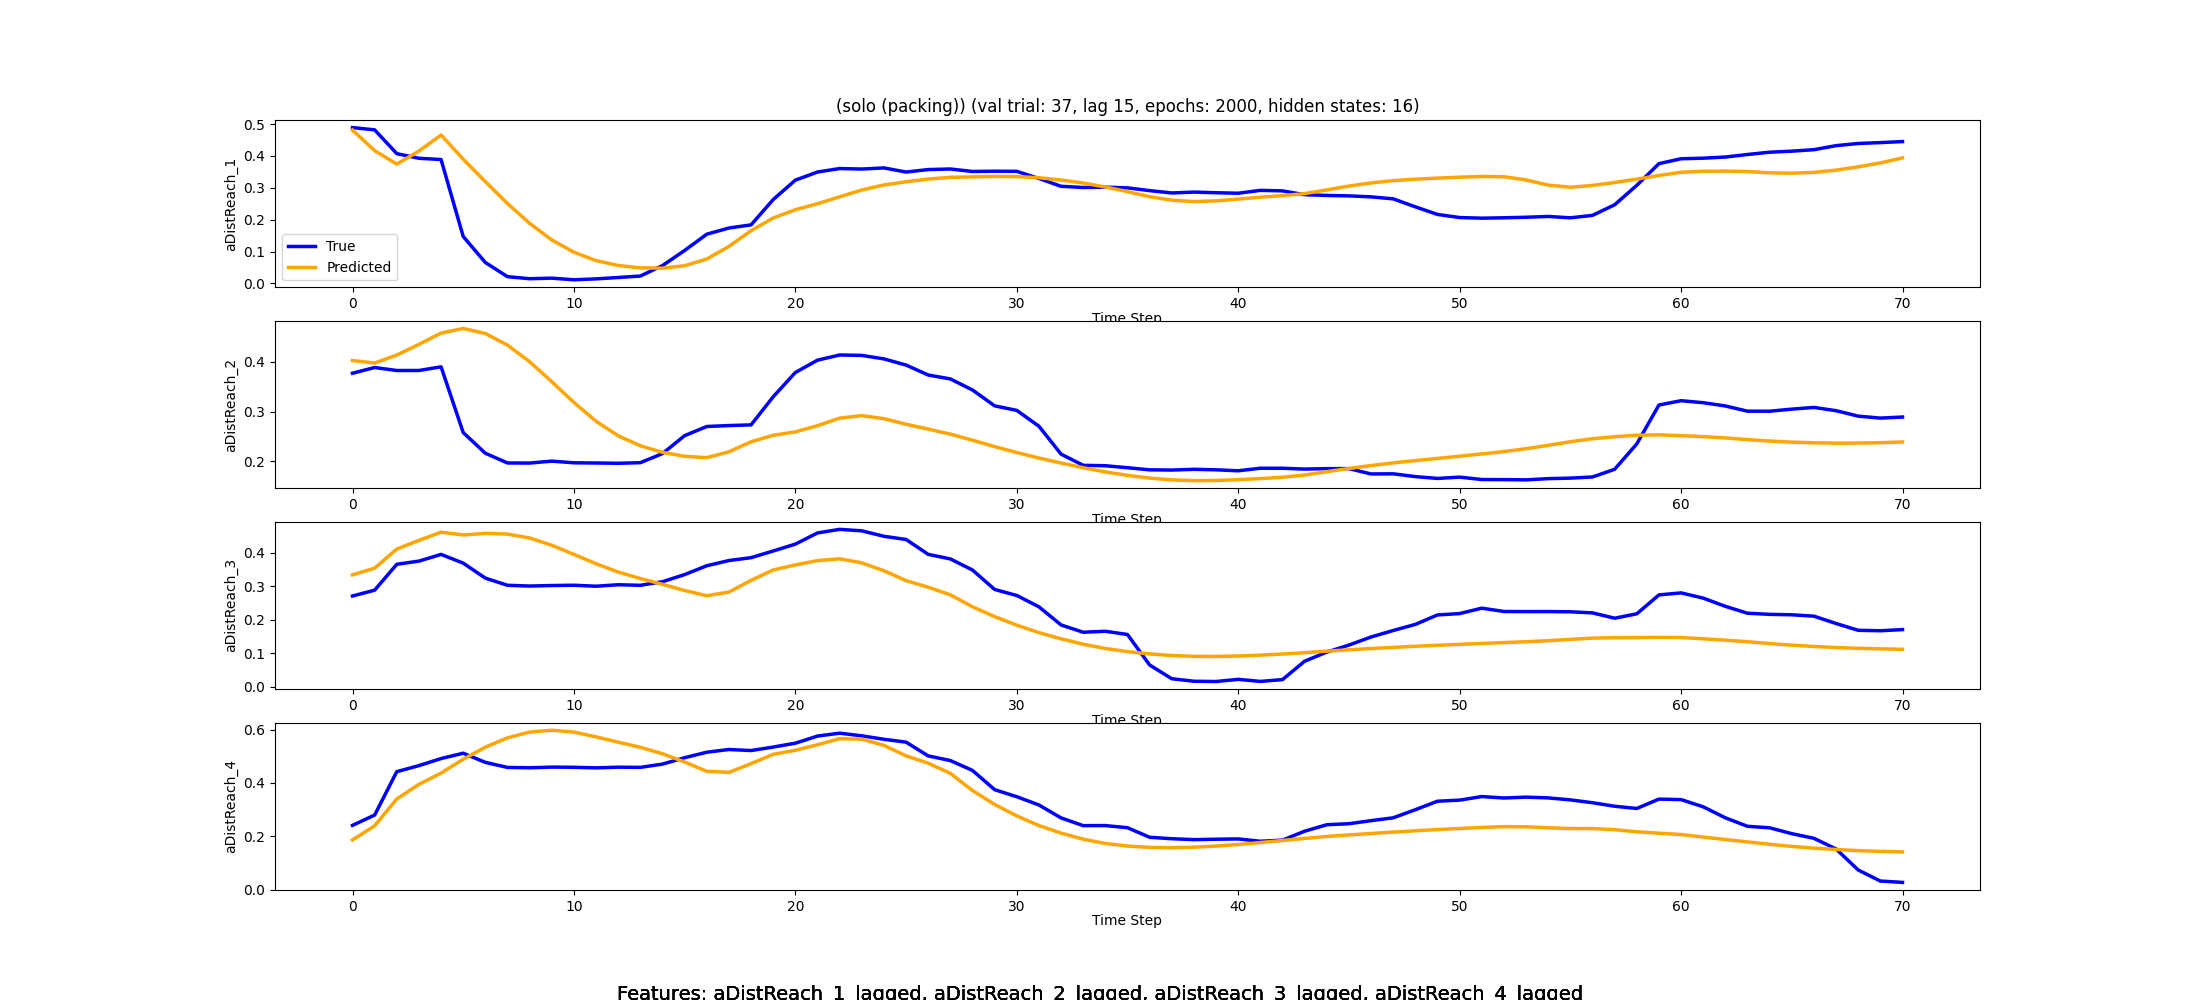 (solo (packing)) (val trial: 37, lag 15, epochs: 2000, hidden states: 16)
0.5
0.4
0.3
0.2
0.1
0.0
aDistReach_1
True
Predicted
0 10 20 30 40 50 60 70
Time Step
0.4
0.3
0.2
aDistReach_2
0 10 20 30 40 50 60 70
Time Step
0.4
0.3
0.2
0.1
0.0
aDistReach_3
0 10 20 30 40 50 60 70
Time Step
0.6
0.4
0.2
0.0
aDistReach_4
0 10 20 30 40 50 60 70
Time Step
Features: aDistReach_1_lagged, aDistReach_2_lagged, aDistReach_3_lagged, aDistReach_4_lagged